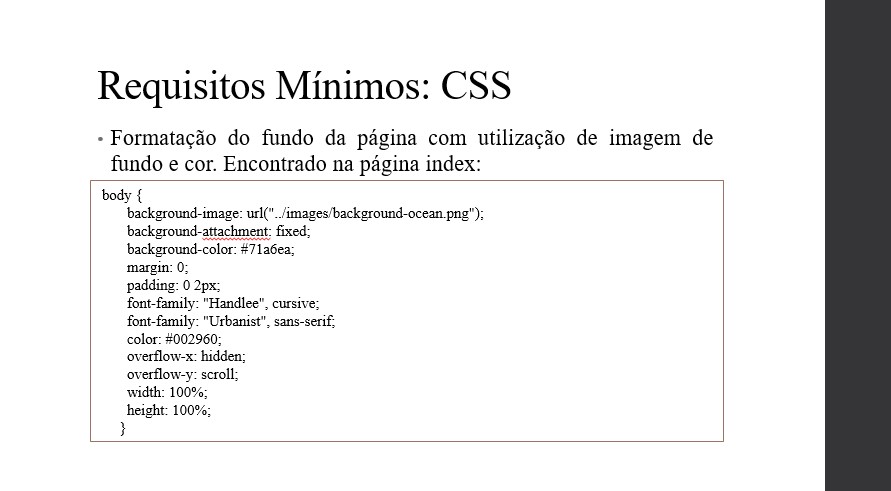 Requisitos Mínimos: CSS
• Formatação do fundo da página com utilização de imagem de
fundo e cor. Encontrado na página index:
body {
background-image: url("../images/background-ocean.png");
background-attachment: fixed;
background-color: #71a6ea;
margin: 0;
padding: 0 2px;
font-family: "Handlee", cursive;
font-family: "Urbanist", sans-serif;
color: #002960;
overflow-x: hidden;
overflow-y: scroll;
width: 100%;
height: 100%;
}